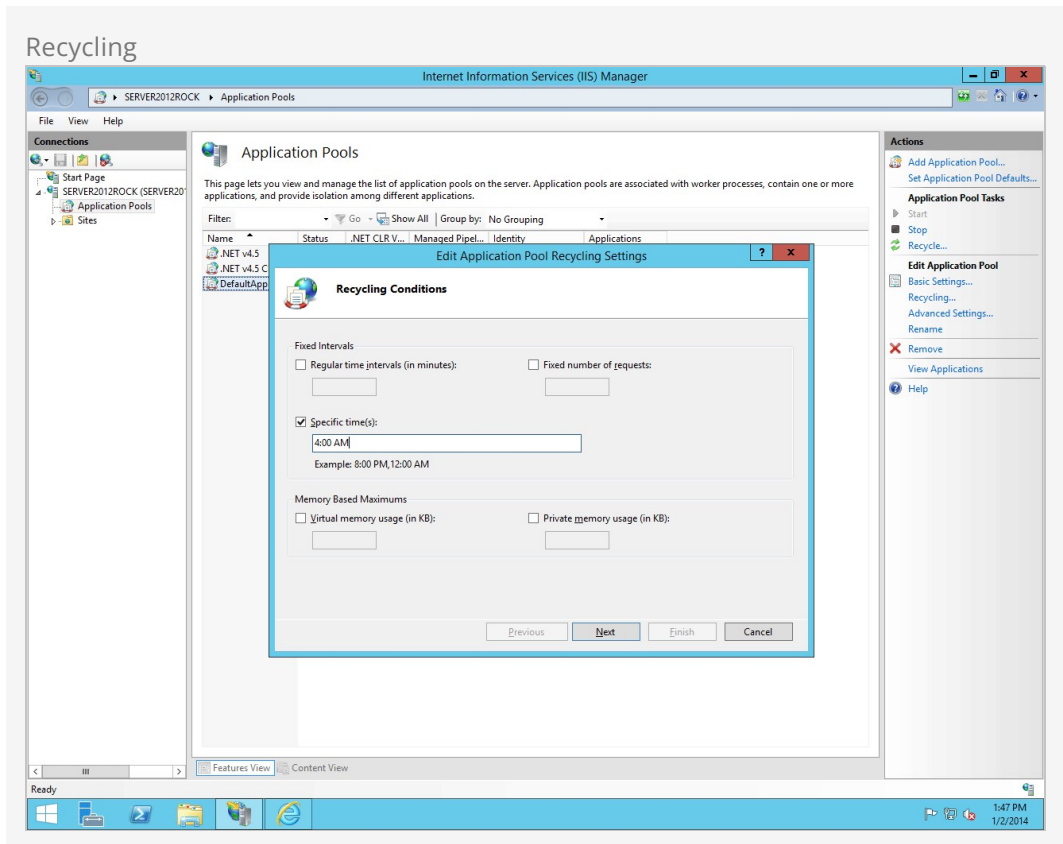 Recycling
Internet Information Services (IIS) Manager
SERVER2012ROCK
Application Pools
File View Help
Connections
Start Page
SERVER2012ROCK (SERVER20
Application Pools
Sites
Application Pools
This page lets you view and manage the list of application pools on the server. Application pools are associated with worker processes, contain one or more
applications, and provide isolation among different applications.
Filter: Go Show All Group by: No Grouping
Name Status .NET CLR V... Managed Pipel... Identity Applications
.NET v4.5
.NET v4.5 C
DefaultApp
Edit Application Pool Recycling Settings ? x
Recycling Conditions
Fixed Intervals
Regular time intervals (in minutes): Fixed number of requests:
Specific time(s):
4:00 AM
Example: 8:00 PM,12:00 AM
Memory Based Maximums
Virtual memory usage (in KB): Private memory usage (in KB):
Previous Next Finish Cancel
Actions
Add Application Pool...
Set Application Pool Defaults...
Application Pool Tasks
Start
Stop
Recycle...
Edit Application Pool
Basic Settings...
Recycling...
Advanced Settings...
Rename
Remove
View Applications
Help
Features View Content View
Ready
1:47 PM
1/2/2014